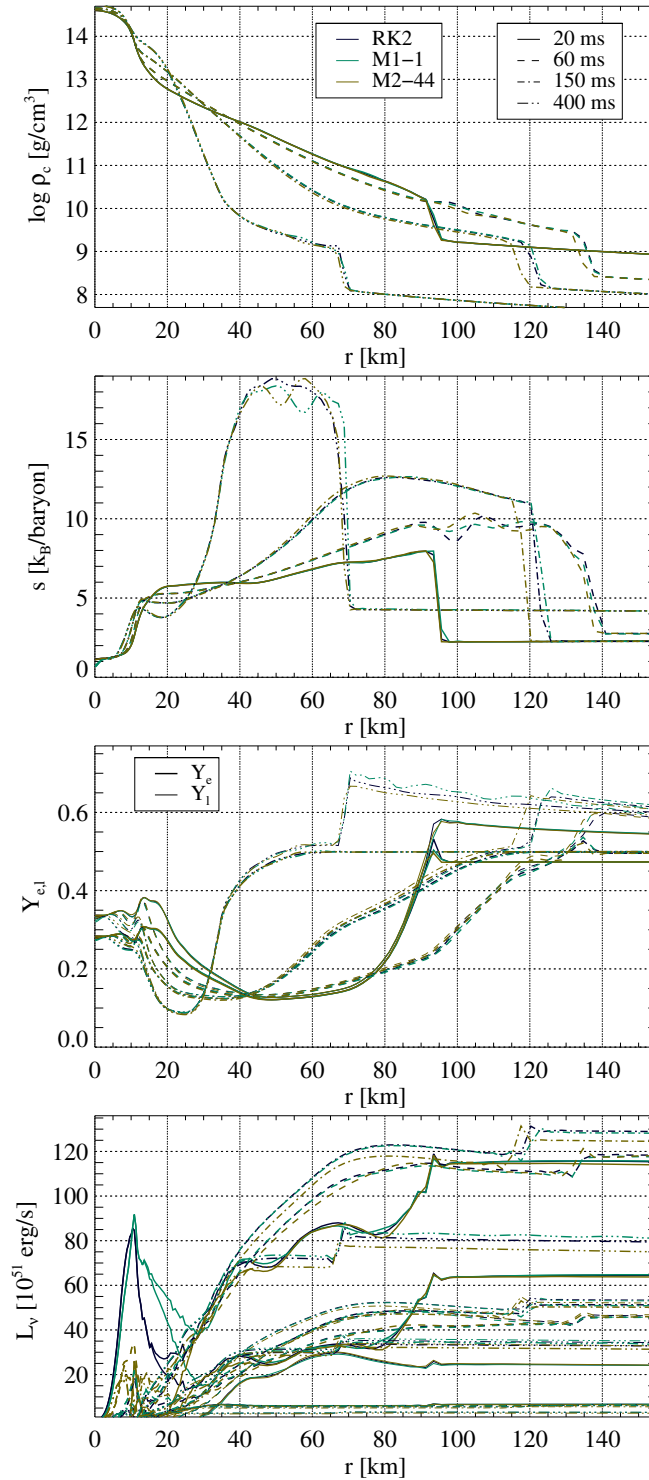 RK2
M1−1
M2−44
20 ms
60 ms
150 ms
400 ms
log ρc [g/cm³]
14
13
12
11
10
9
8
0 20 40 60 80 100 120 140
r [km]
s [kB/baryon]
15
10
5
0
0 20 40 60 80 100 120 140
r [km]
Ye
Yl
Ye,l
0.6
0.4
0.2
0.0
0 20 40 60 80 100 120 140
r [km]
Lν [10⁵¹ erg/s]
120
100
80
60
40
20
0 20 40 60 80 100 120 140
r [km]